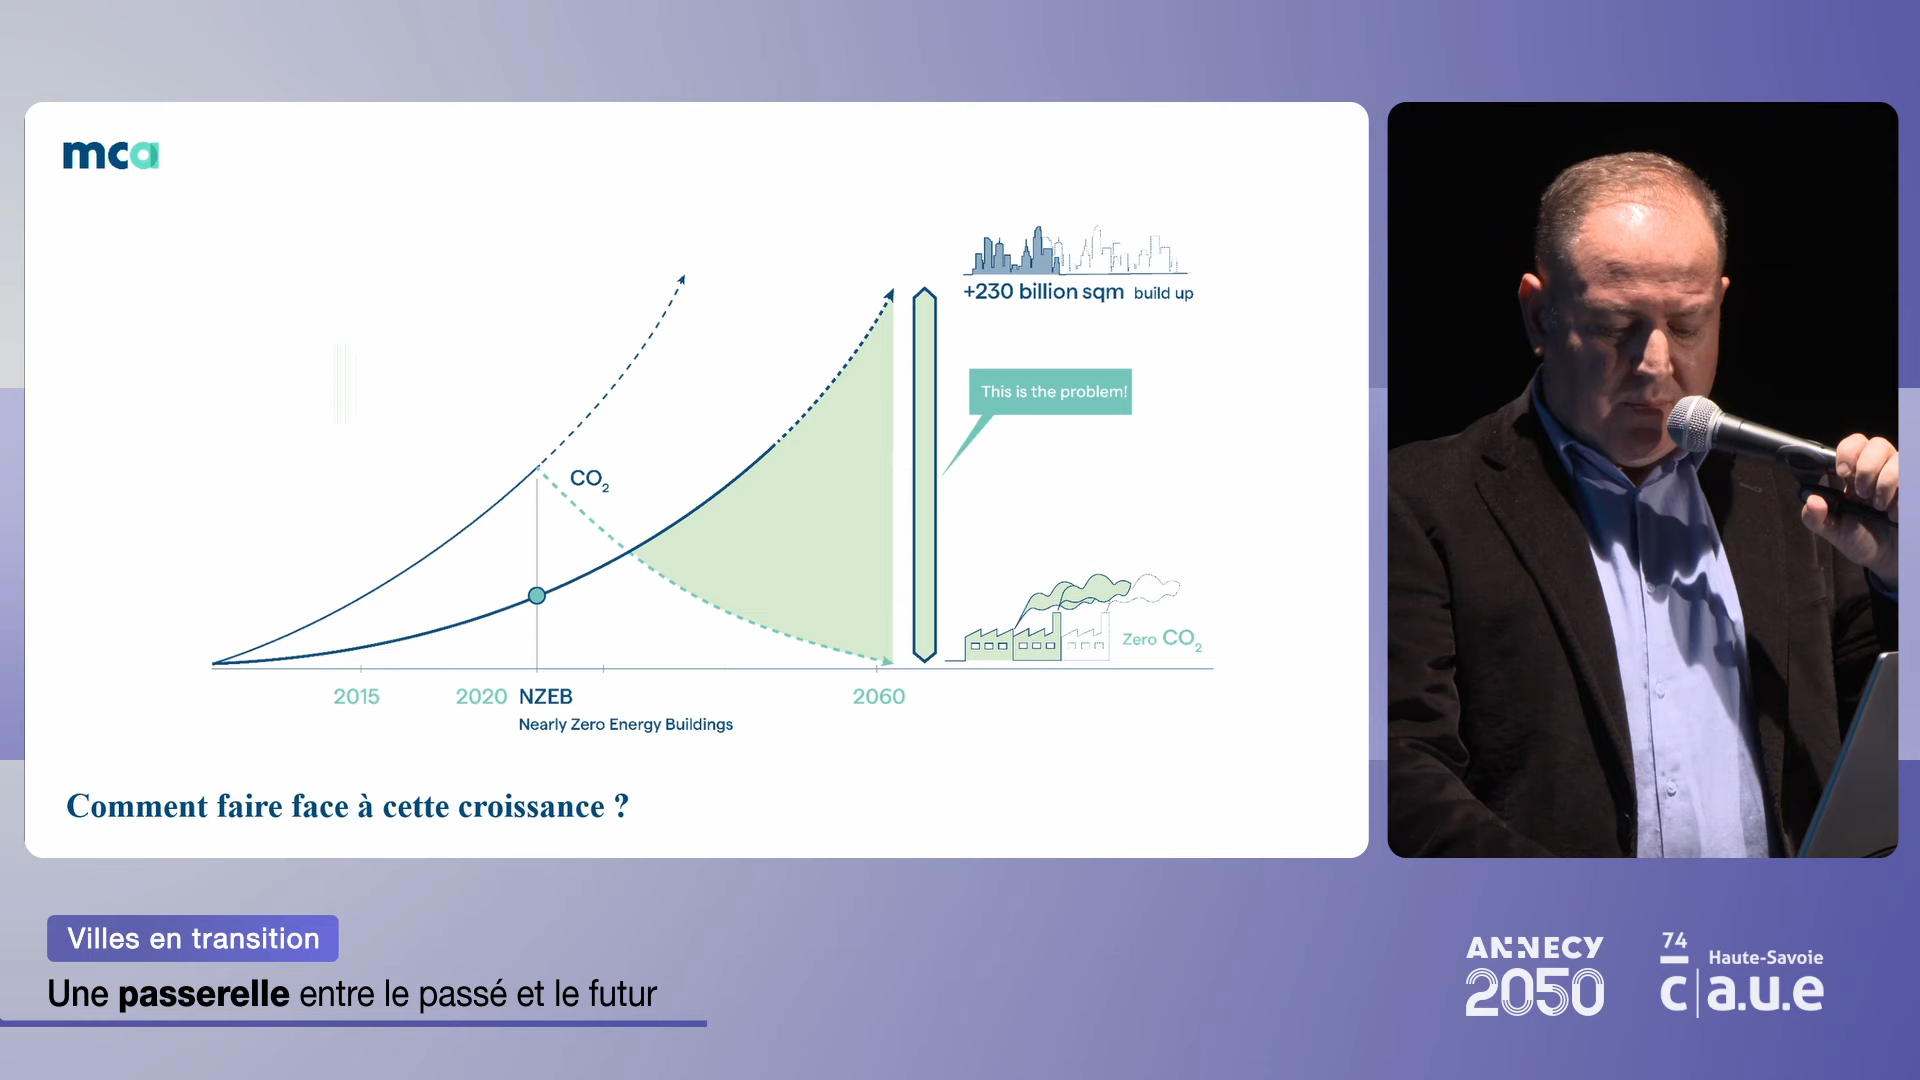 mca
+230 billion sqm build up
This is the problem!
CO2
Zero CO2
2015
2020
NZEB
2060
Nearly Zero Energy Buildings
Comment faire face à cette croissance ?
Villes en transition
Une passerelle entre le passé et le futur
ANNECY
2050
74
Haute-Savoie
c|a.u.e